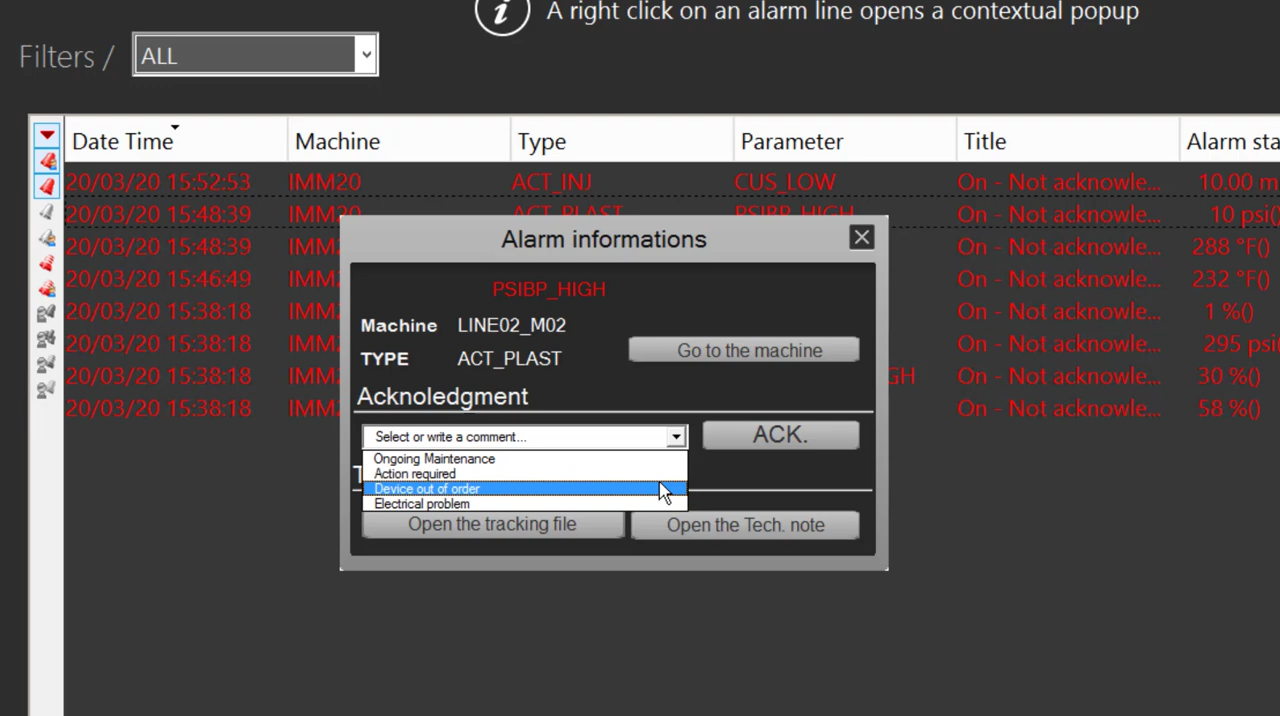 A right click on an alarm line opens a contextual popup
Filters /
ALL
Date Time Machine Type Parameter Title Alarm sta
20/03/20 15:52:53 IMM20 ACT_INJ CUS_LOW On - Not acknowle... 10.00 m
20/03/20 15:48:39 IMM20 ACT_PLAST PSIBP_HIGH On - Not acknowle... 10 psi(
20/03/20 15:48:39 On - Not acknowle... 288 °F()
20/03/20 15:46:49 On - Not acknowle... 232 °F()
20/03/20 15:38:18 On - Not acknowle... 1 %()
20/03/20 15:38:18 On - Not acknowle... 295 psi(
20/03/20 15:38:18 GH On - Not acknowle... 30 %()
20/03/20 15:38:18 On - Not acknowle... 58 %()
Alarm informations
PSIBP_HIGH
Machine LINE02_M02
Go to the machine
TYPE ACT_PLAST
Acknoledgment
Select or write a comment...
ACK.
Ongoing Maintenance
Action required
Device out of order
Electrical problem
Open the tracking file
Open the Tech. note